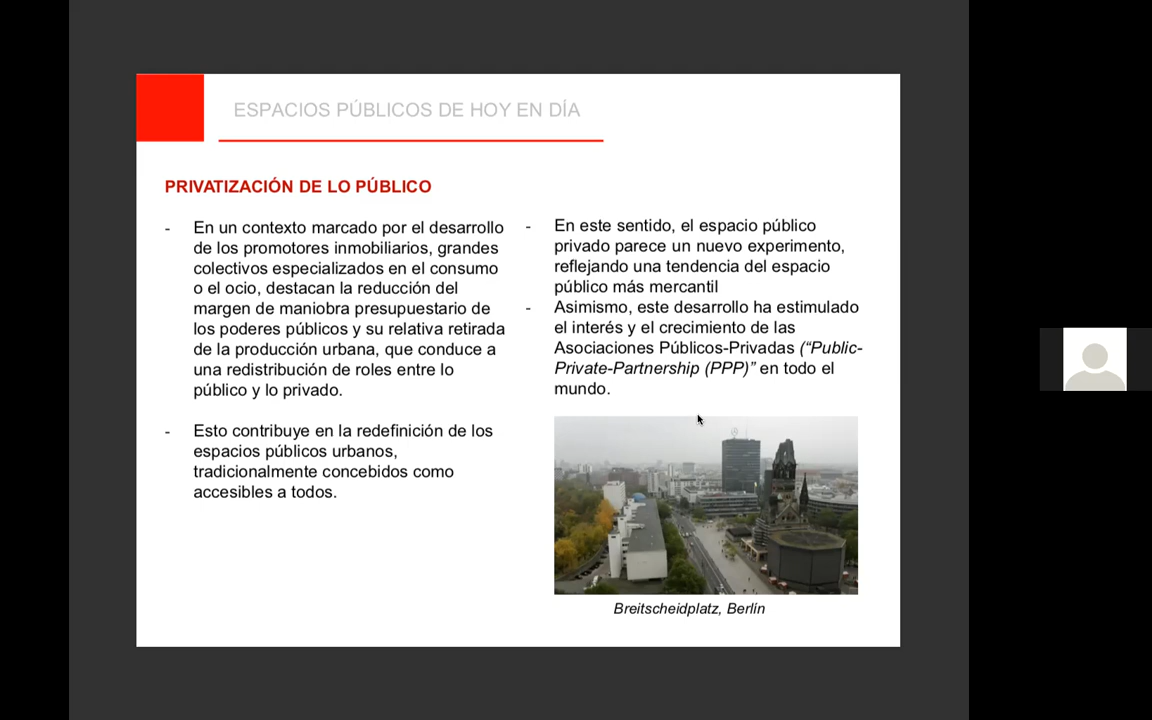 ESPACIOS PÚBLICOS DE HOY EN DÍA
PRIVATIZACIÓN DE LO PÚBLICO
- En un contexto marcado por el desarrollo
de los promotores inmobiliarios, grandes
colectivos especializados en el consumo
o el ocio, destacan la reducción del
margen de maniobra presupuestario de
los poderes públicos y su relativa retirada
de la producción urbana, que conduce a
una redistribución de roles entre lo
público y lo privado.
- Esto contribuye en la redefinición de los
espacios públicos urbanos,
tradicionalmente concebidos como
accesibles a todos.
- En este sentido, el espacio público
privado parece un nuevo experimento,
reflejando una tendencia del espacio
público más mercantil
- Asimismo, este desarrollo ha estimulado
el interés y el crecimiento de las
Asociaciones Públicos-Privadas (“Public-
Private-Partnership (PPP)” en todo el
mundo.
Breitscheidplatz, Berlín